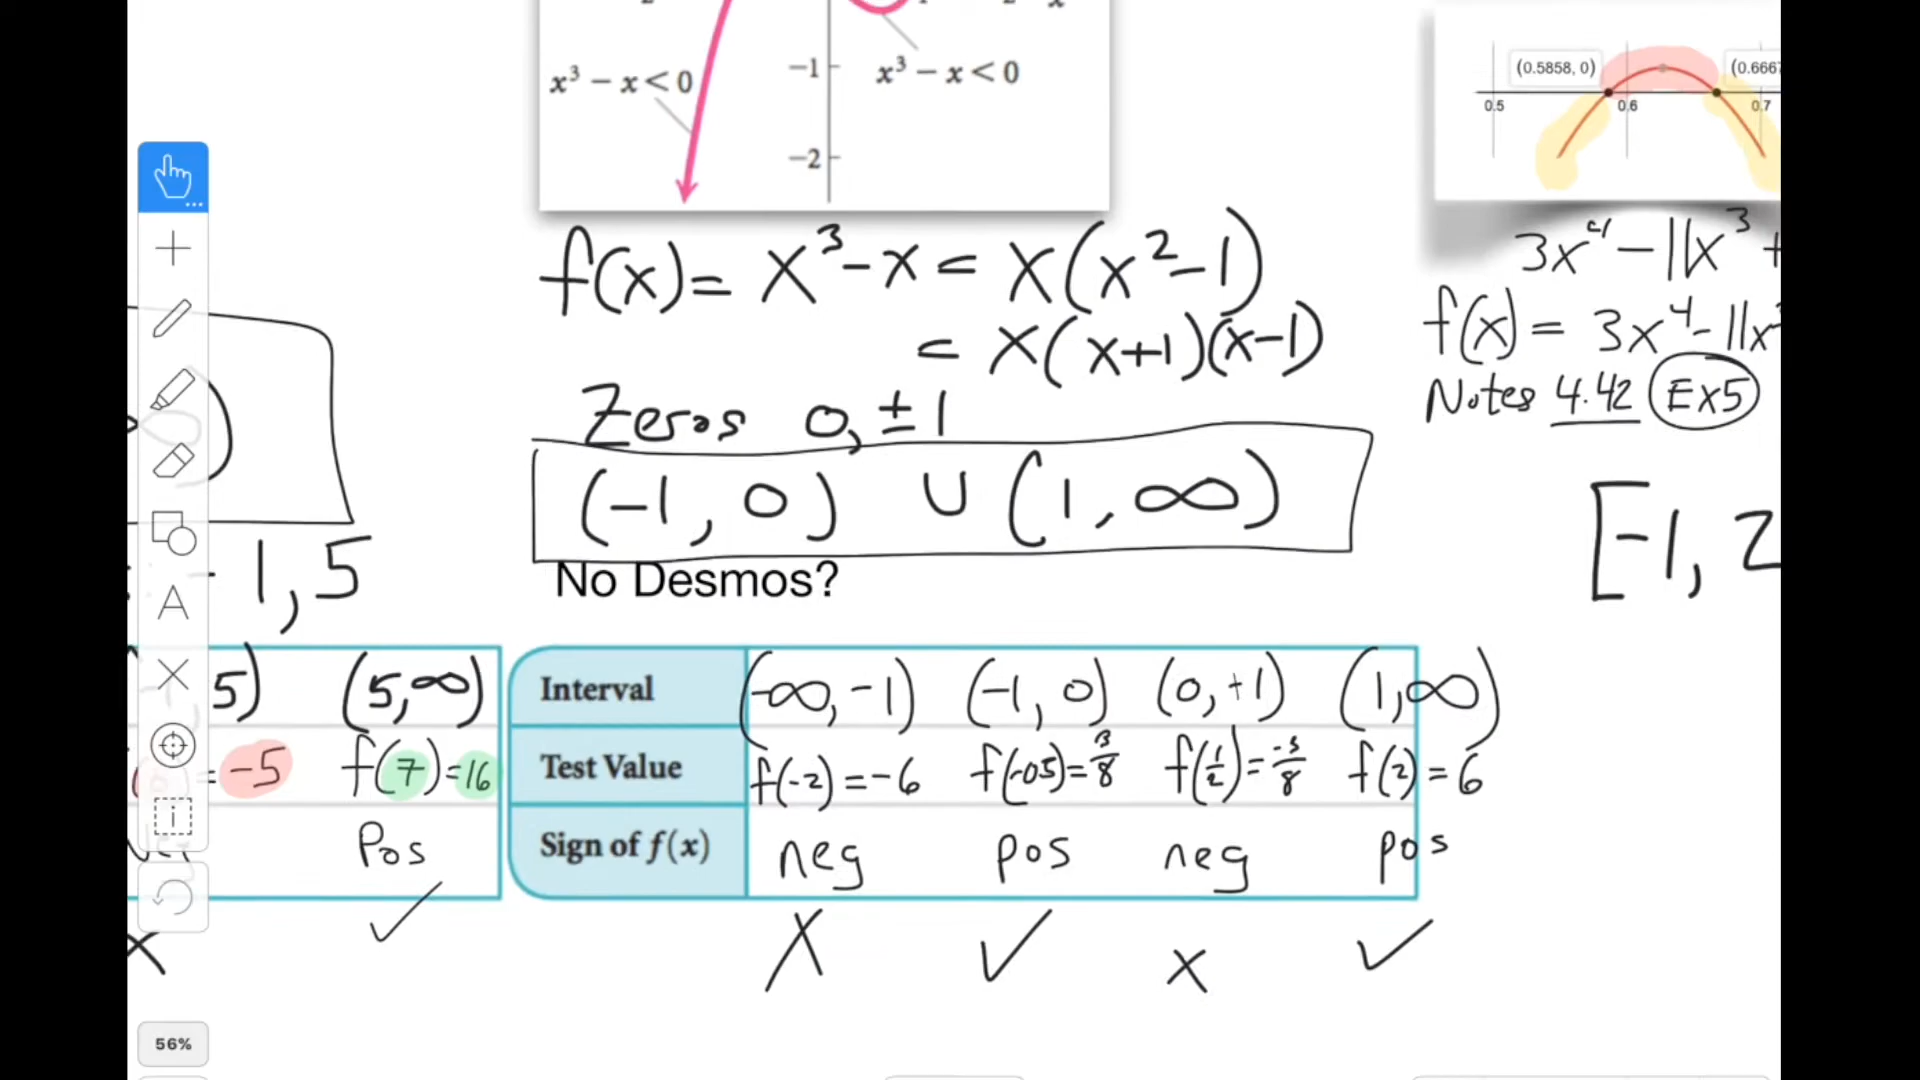 x³ − x < 0
−1
x³ − x < 0
−2
f(x) = x³ - x = x(x² - 1)
= x(x+1)(x-1)
Zeros 0, ±1
(-1, 0) ∪ (1, ∞)
No Desmos?
Interval (-∞, -1) (-1, 0) (0, +1) (1, ∞)
Test Value f(-2) = -6 f(-05) = 3/8 f(1/2) = -3/8 f(2) = 6
Sign of f(x) neg pos neg pos
X ✓ x ✓
1, 5
5) (5, ∞)
= -5 f(7) = 16
Pos
x ✓
(0.5858, 0) (0.6667
0.5 0.6 0.7
3x⁴ - 11x³ +
f(x) = 3x⁴ - 11x
Notes 4.42 Ex5
[-1, 2
A
56%